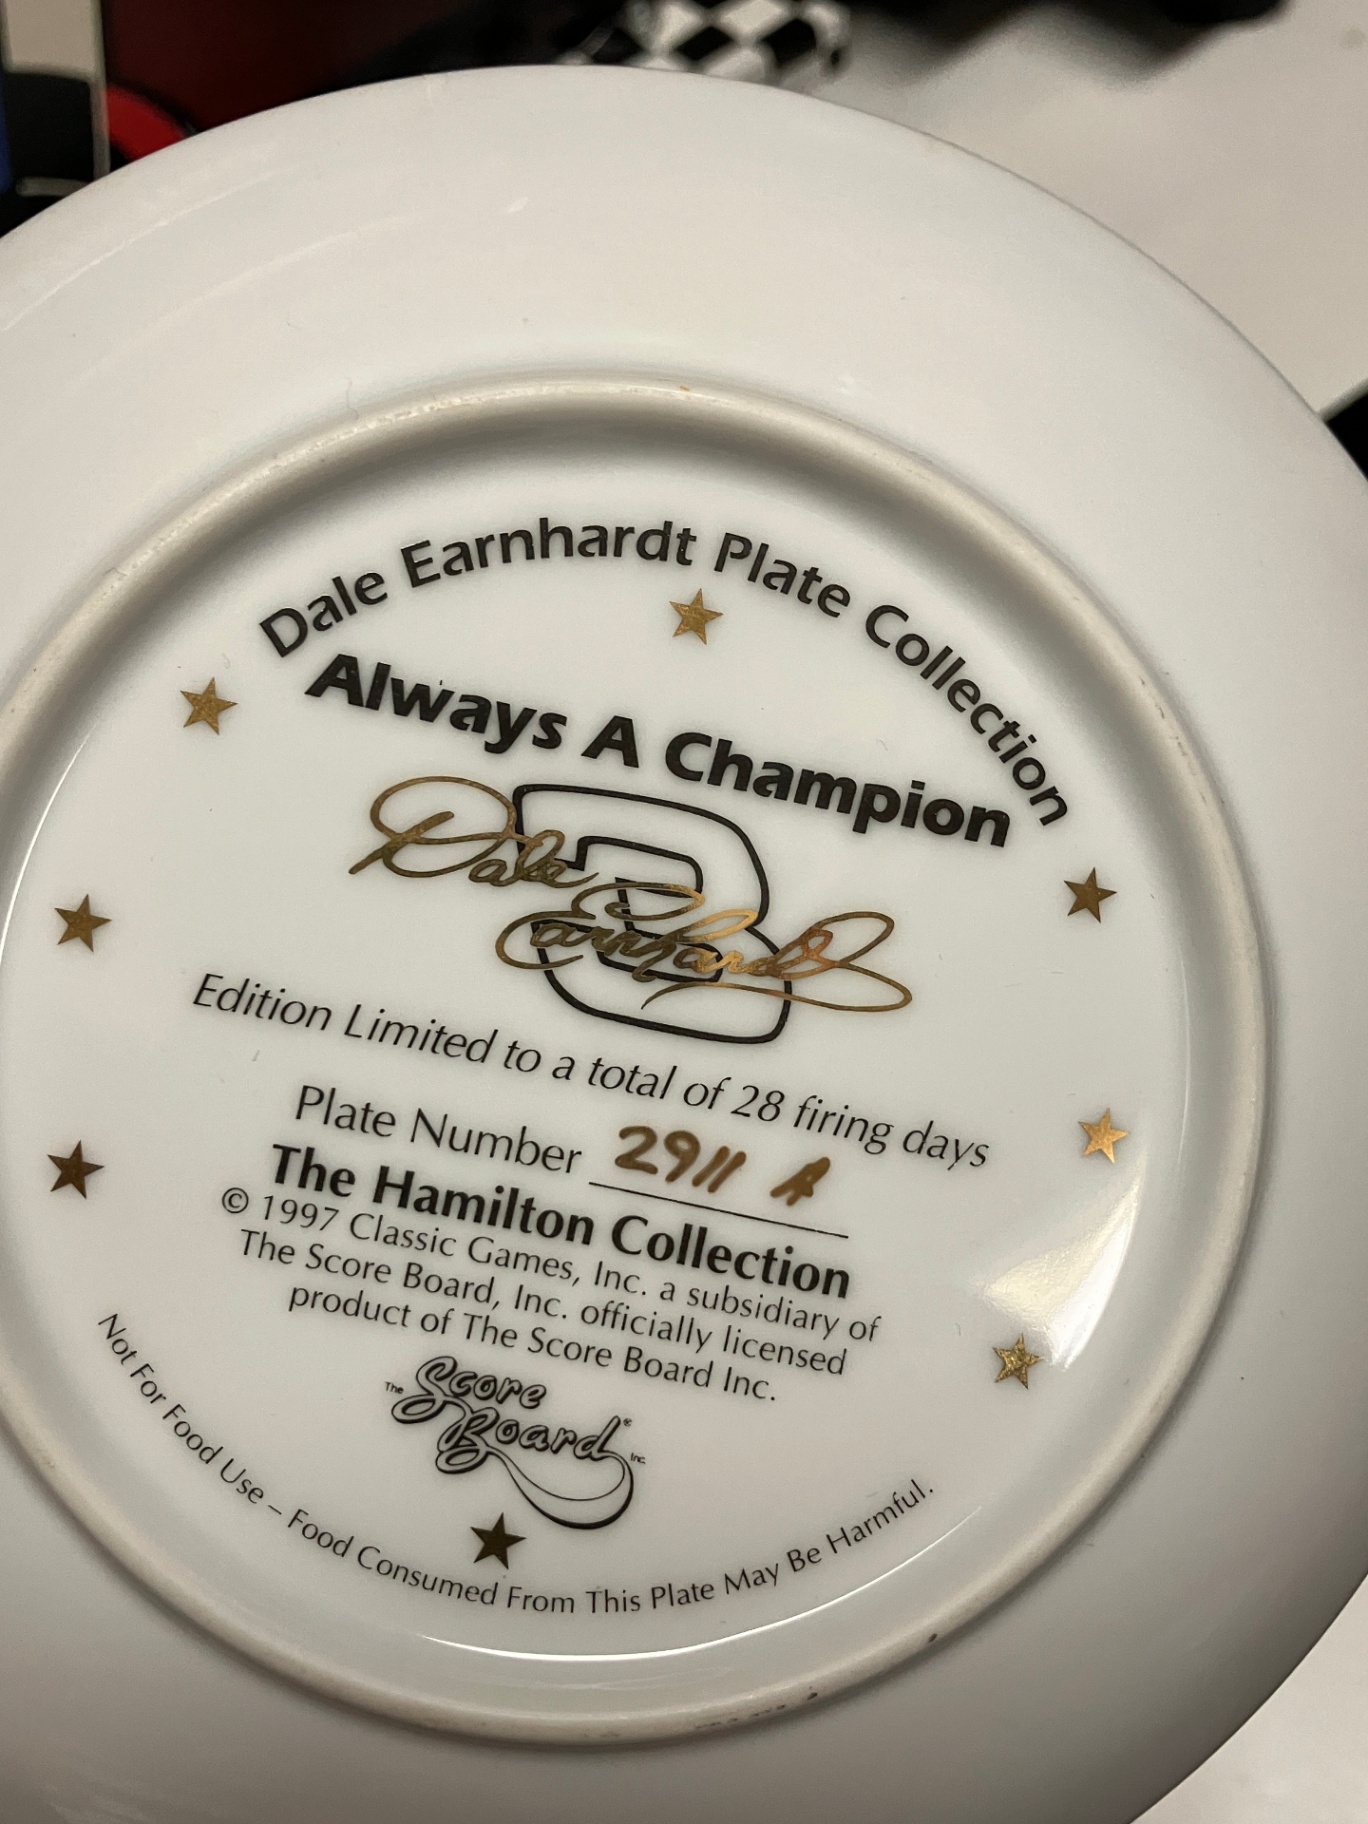 Dale Earnhardt Plate Collection
Always A Champion
3
Dale
Earnhardt
Edition Limited to a total of 28 firing days
Plate Number 2911 A
The Hamilton Collection
© 1997 Classic Games, Inc. a subsidiary of
The Score Board, Inc. officially licensed
product of The Score Board Inc.
The Score
Board® Inc.
Not For Food Use – Food Consumed From This Plate May Be Harmful.